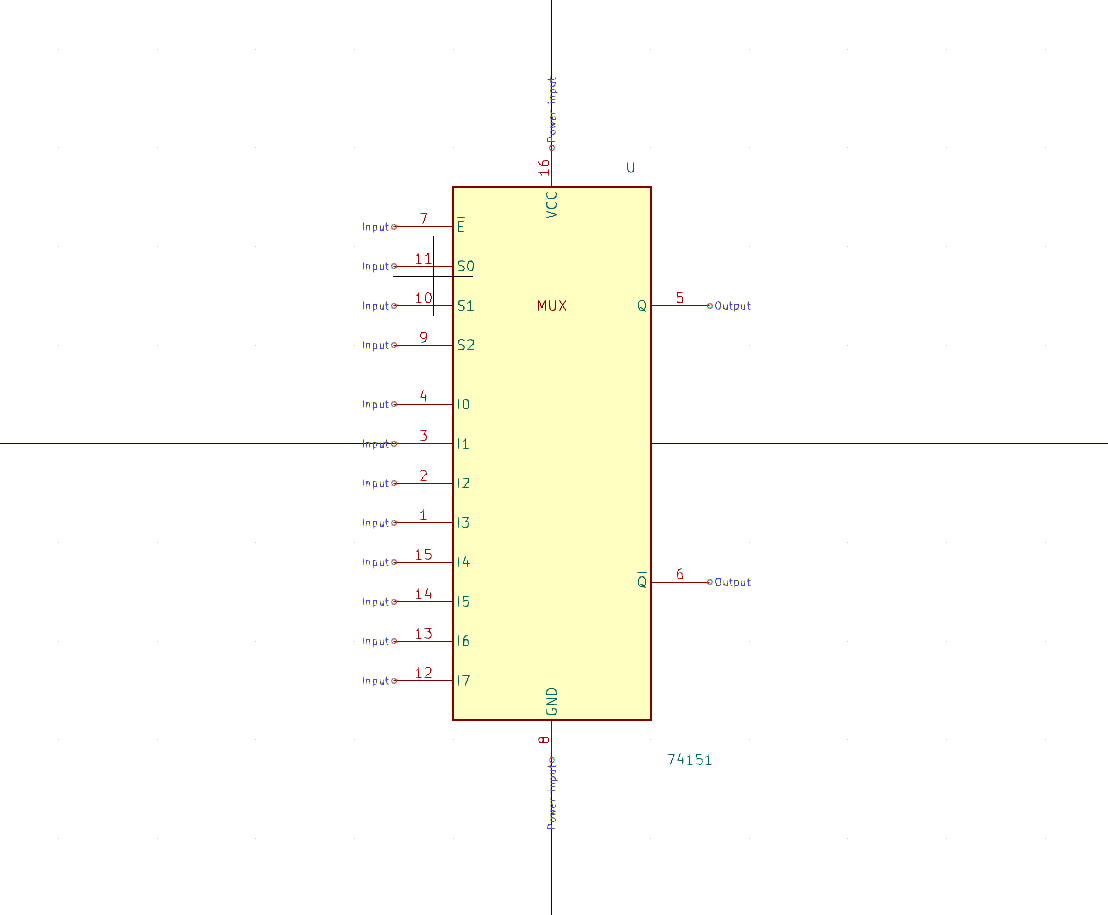 Power input
16
U
VCC
Input 7 E̅
Input 11 S0
Input 10 S1 MUX Q 5 Output
Input 9 S2
Input 4 I0
Input 3 I1
Input 2 I2
Input 1 I3
Input 15 I4
Q̅ 6 Output
Input 14 I5
Input 13 I6
Input 12 I7
GND
8
74151
Power input